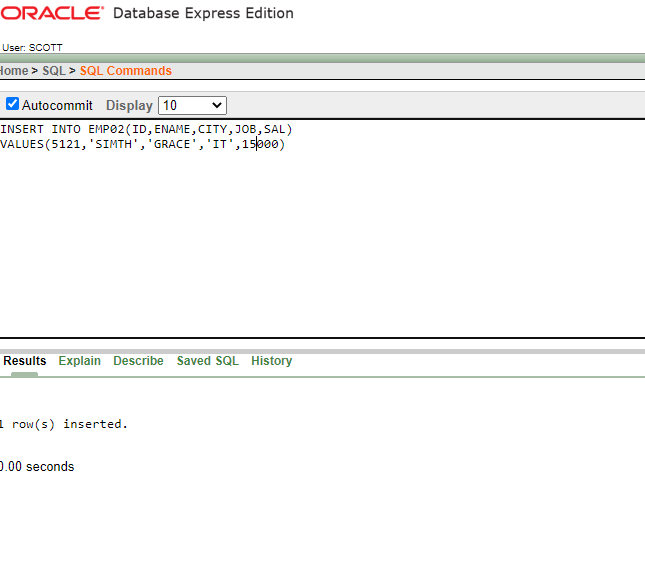 ORACLE Database Express Edition
User: SCOTT
Home > SQL > SQL Commands
Autocommit Display 10
INSERT INTO EMP02(ID,ENAME,CITY,JOB,SAL)
VALUES(5121,'SIMTH','GRACE','IT',15000)
Results Explain Describe Saved SQL History
1 row(s) inserted.
0.00 seconds